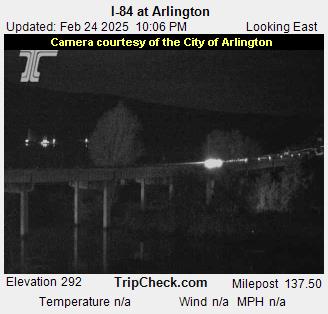 I-84 at Arlington
Updated: Feb 24 2025 10:06 PM Looking East
Camera courtesy of the City of Arlington
Elevation 292 TripCheck.com Milepost 137.50
Temperature n/a Wind n/a MPH n/a